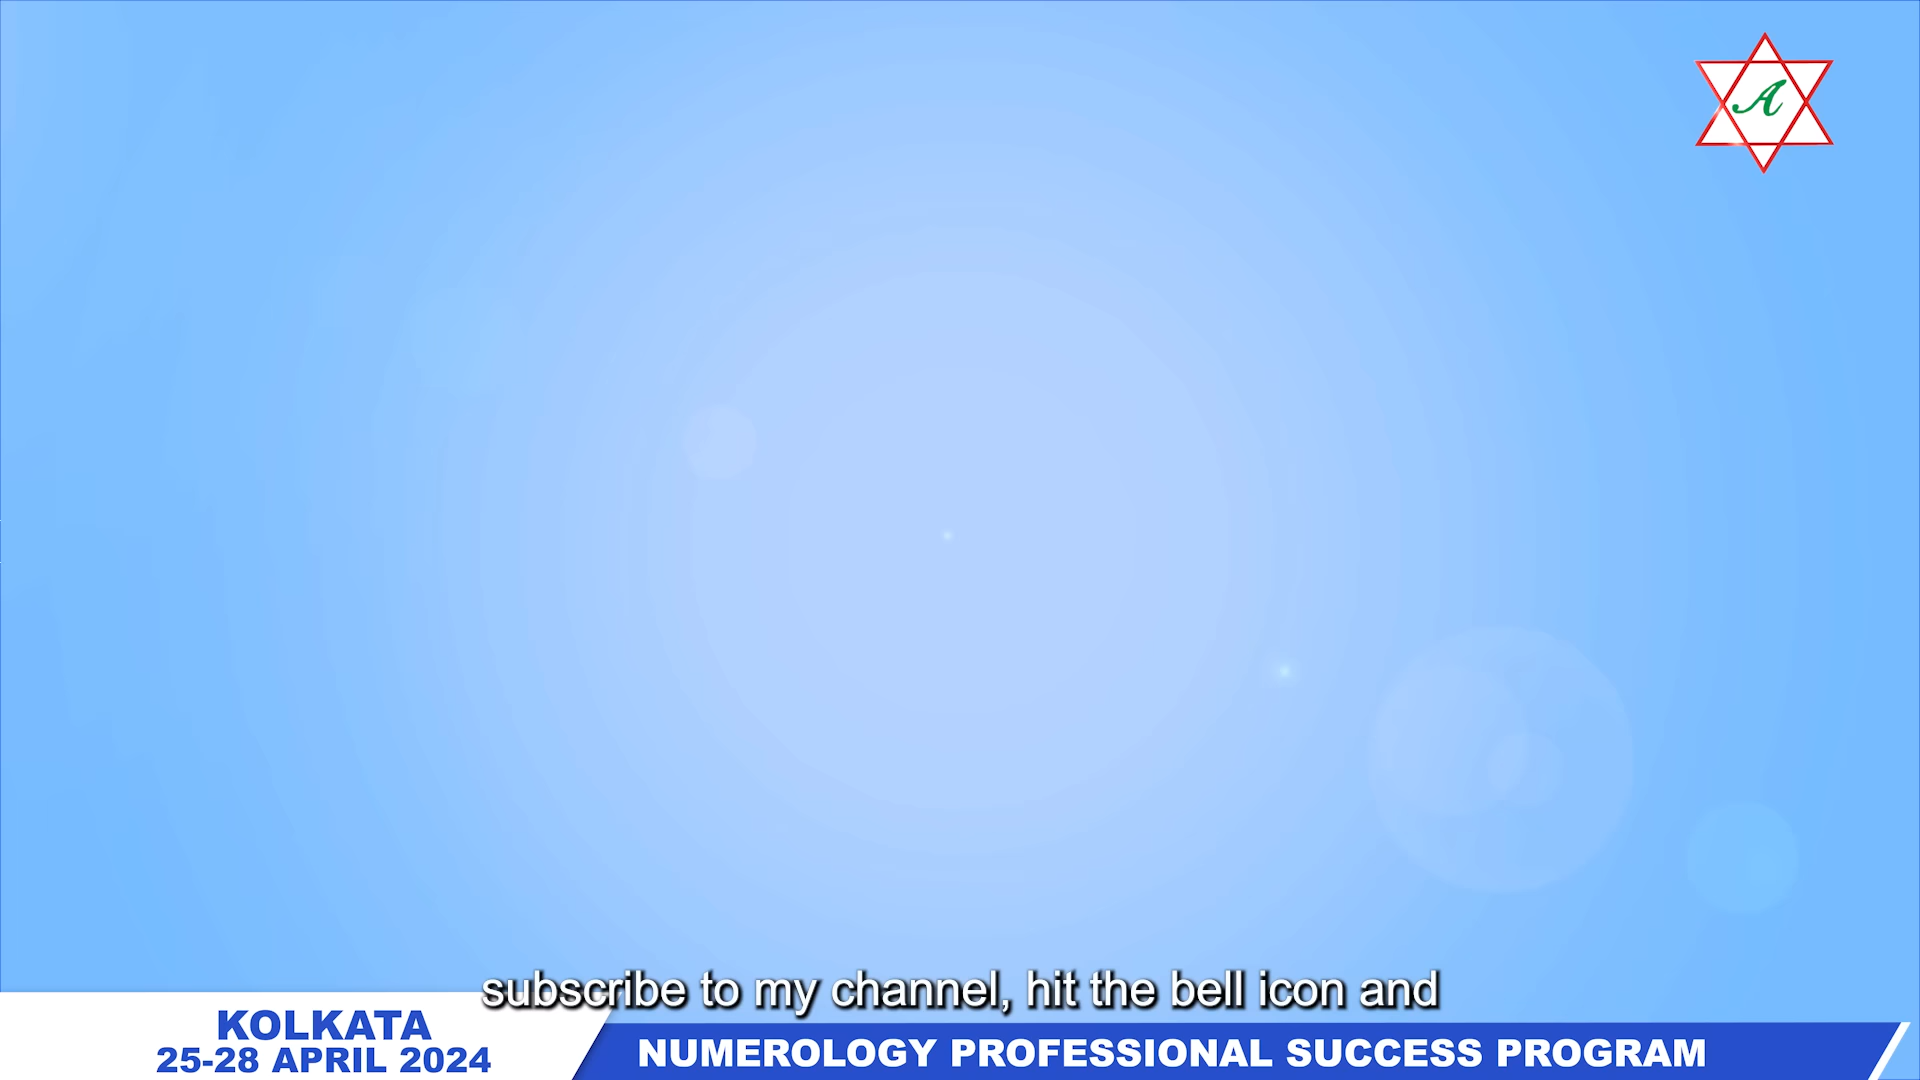 A
subscribe to my channel, hit the bell icon and
KOLKATA
25-28 APRIL 2024
NUMEROLOGY PROFESSIONAL SUCCESS PROGRAM